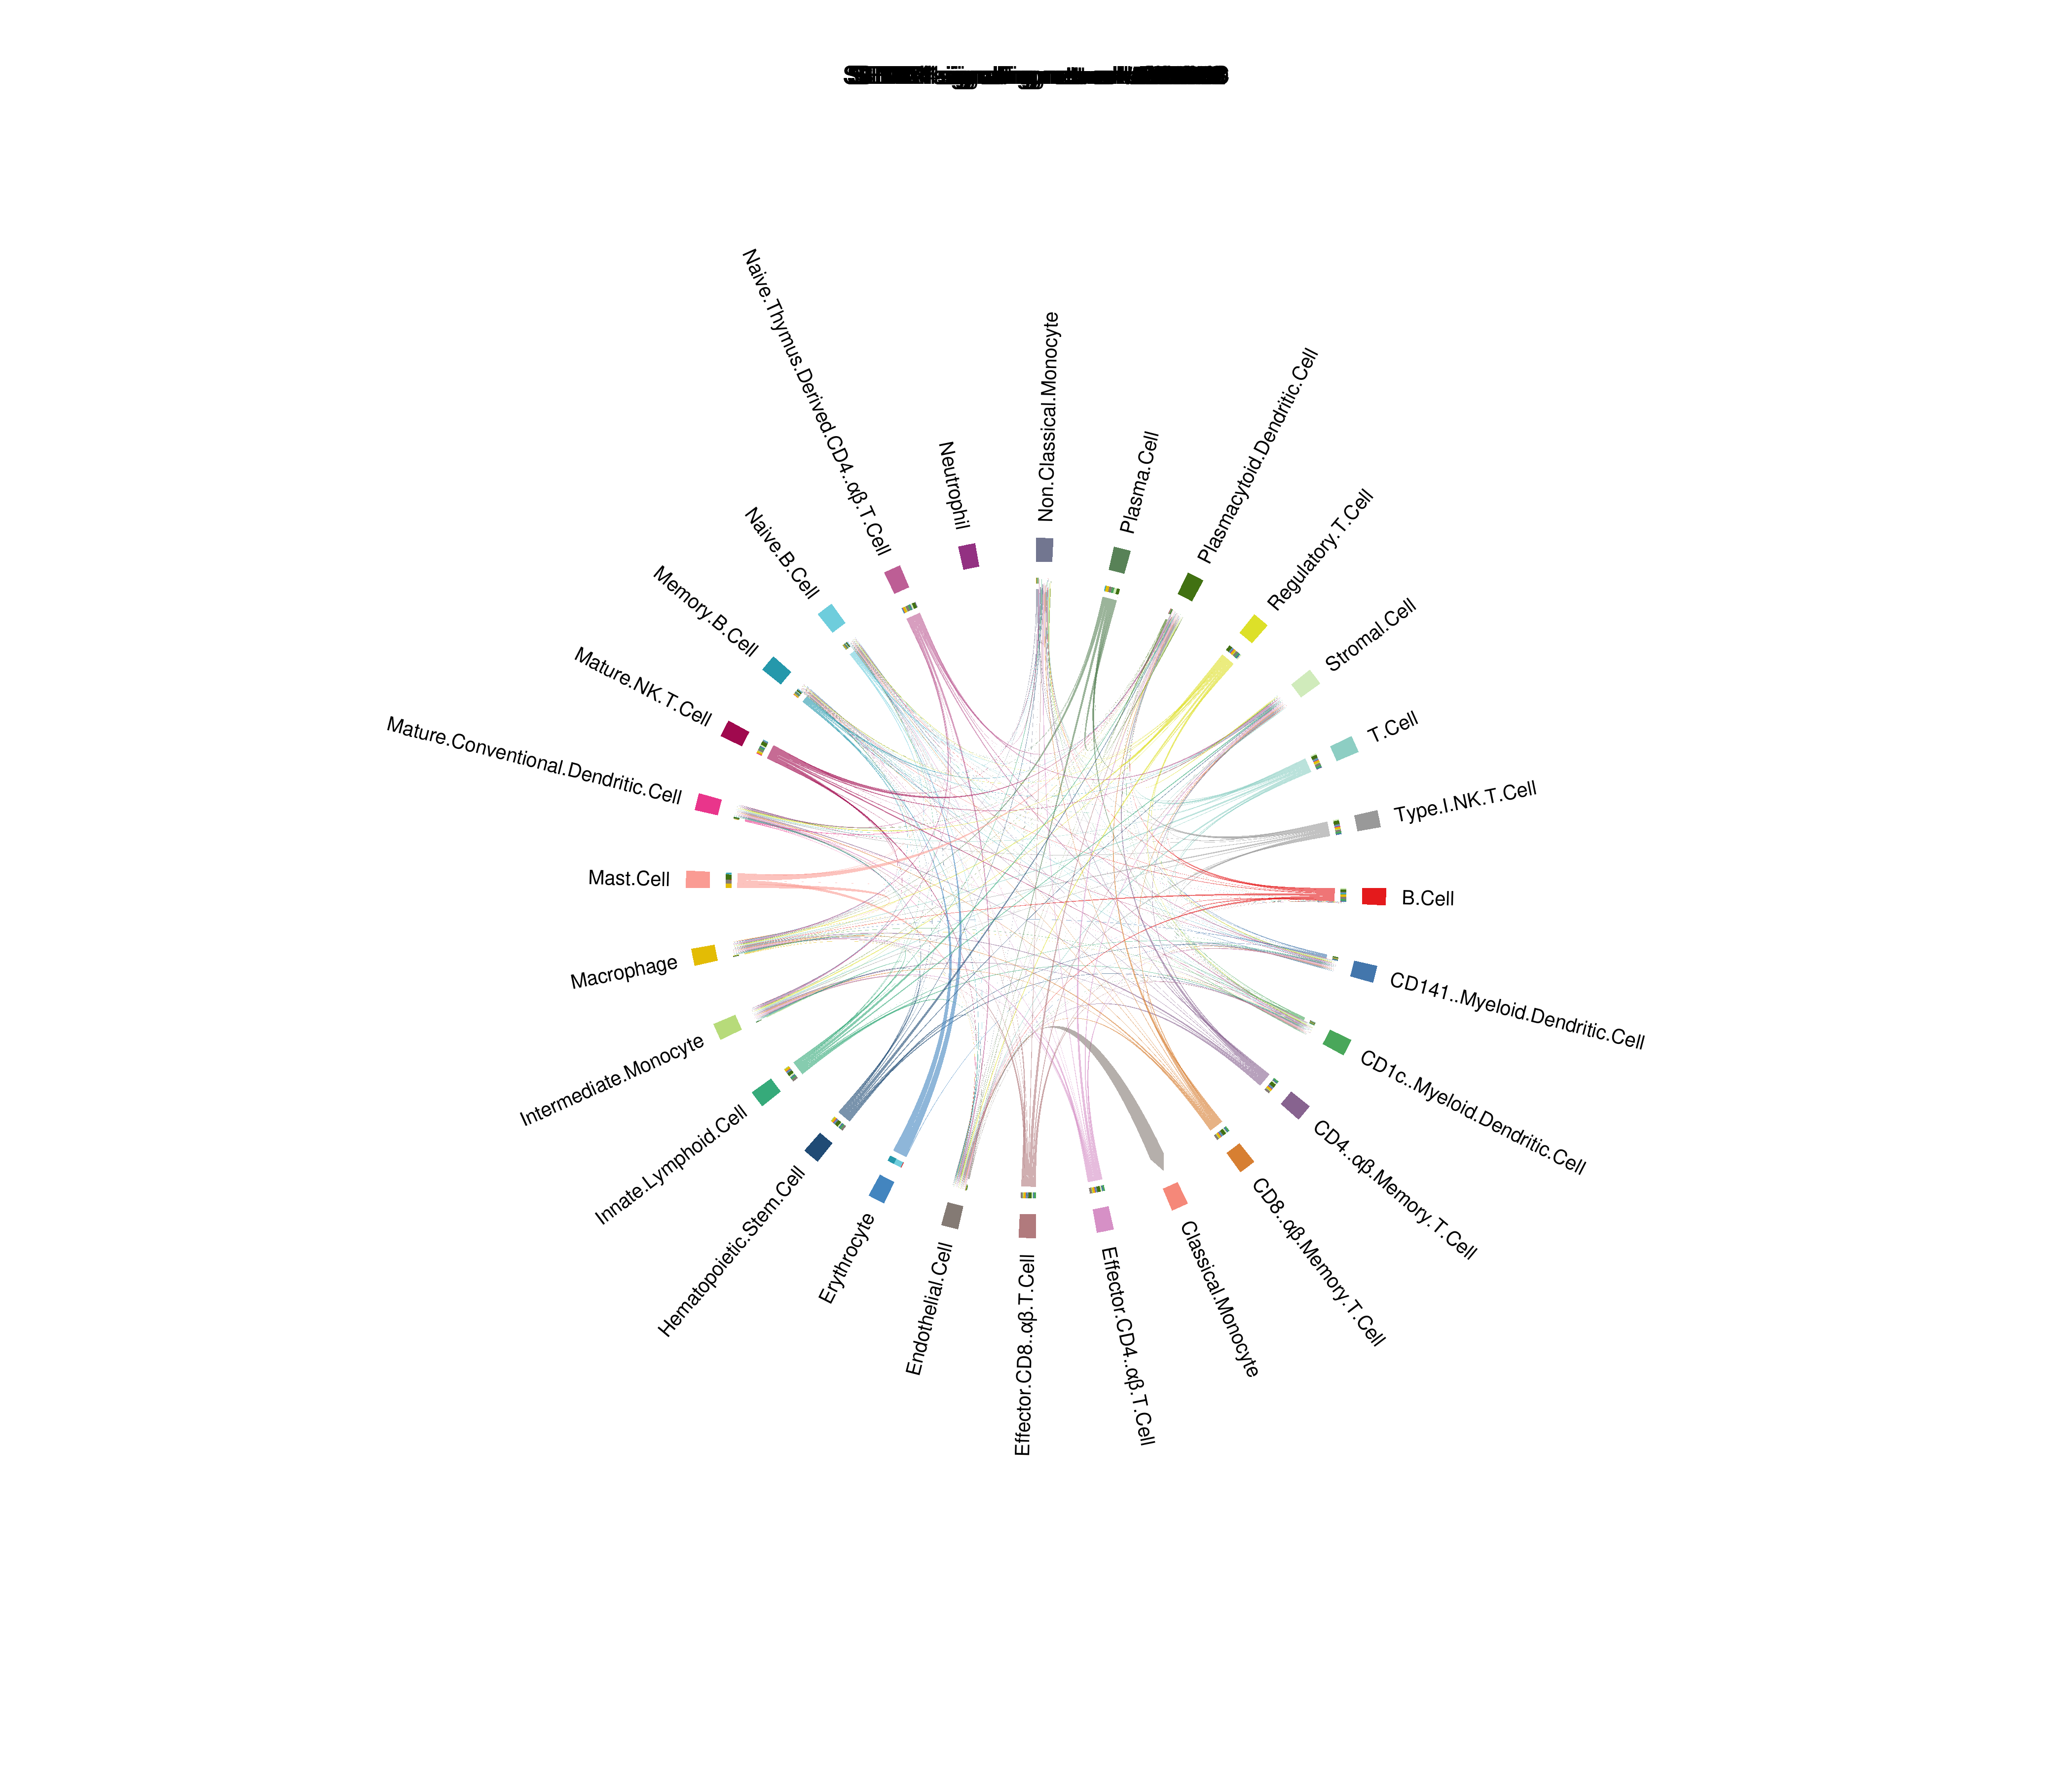 Non.Classical.Monocyte
Plasma.Cell
Plasmacytoid.Dendritic.Cell
Regulatory.T.Cell
Stromal.Cell
T.Cell
Type.I.NK.T.Cell
B.Cell
CD141..Myeloid.Dendritic.Cell
CD1c..Myeloid.Dendritic.Cell
CD4..αβ.Memory.T.Cell
CD8..αβ.Memory.T.Cell
Classical.Monocyte
Effector.CD4..αβ.T.Cell
Effector.CD8..αβ.T.Cell
Endothelial.Cell
Erythrocyte
Hematopoietic.Stem.Cell
Innate.Lymphoid.Cell
Intermediate.Monocyte
Macrophage
Mast.Cell
Mature.Conventional.Dendritic.Cell
Mature.NK.T.Cell
Memory.B.Cell
Naive.B.Cell
Naive.Thymus.Derived.CD4..αβ.T.Cell
Neutrophil